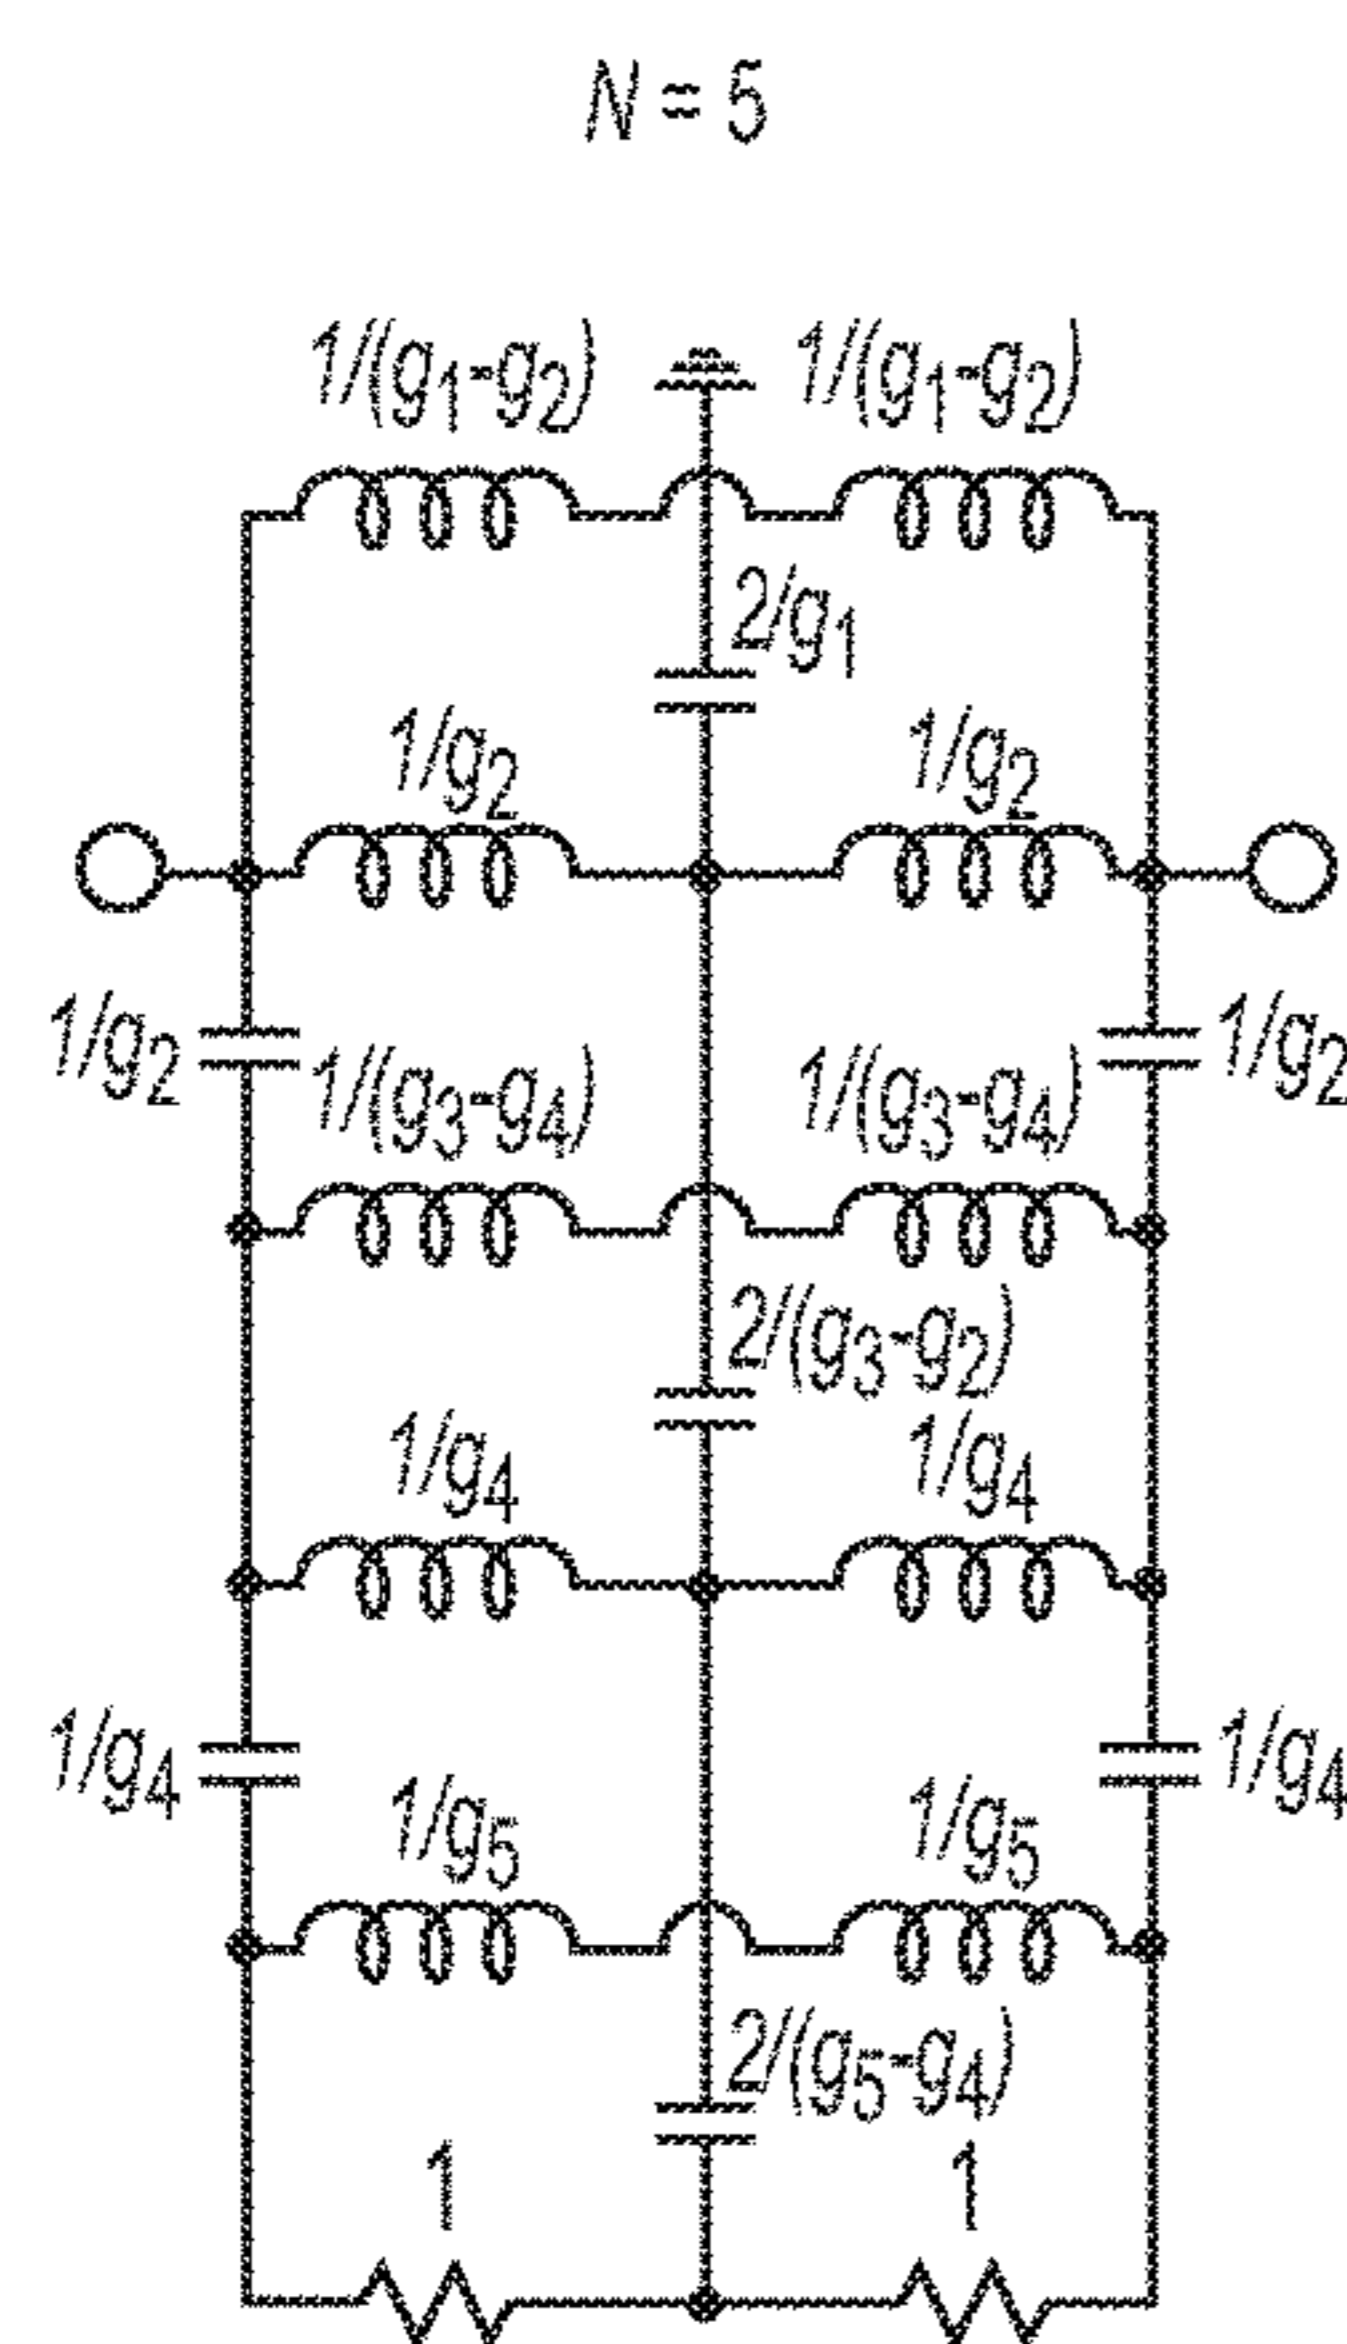 N = 5
1/(g1-g2) 1/(g1-g2)
2/g1
1/g2 1/g2
1/g2 1/(g3-g4) 1/(g3-g4) 1/g2
2/(g3-g2)
1/g4 1/g4
1/g4 1/g4
1/g5 1/g5
2/(g5-g4)
1 1